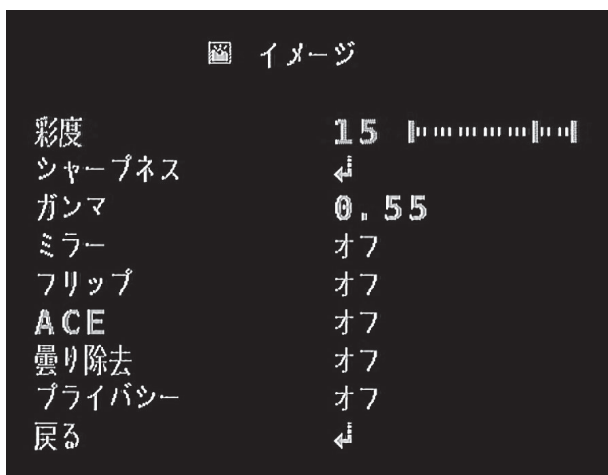 イメージ
彩度 15
シャープネス ↲
ガンマ 0.55
ミラー オフ
フリップ オフ
ACE オフ
曇り除去 オフ
プライバシー オフ
戻る ↲